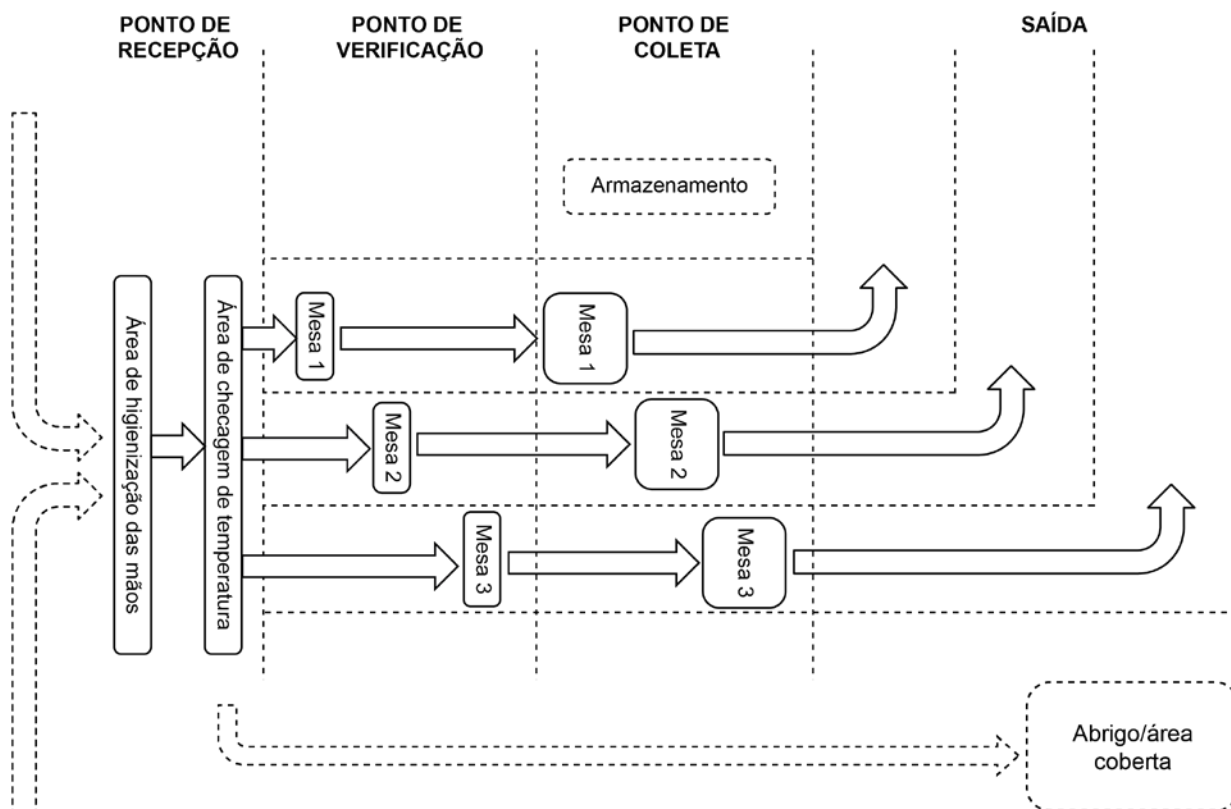 PONTO DE
RECEPÇÃO
PONTO DE
VERIFICAÇÃO
PONTO DE
COLETA
SAÍDA
Armazenamento
Área de higienização das mãos
Área de checagem de temperatura
Mesa 1
Mesa 1
Mesa 2
Mesa 2
Mesa 3
Mesa 3
Abrigo/área
coberta